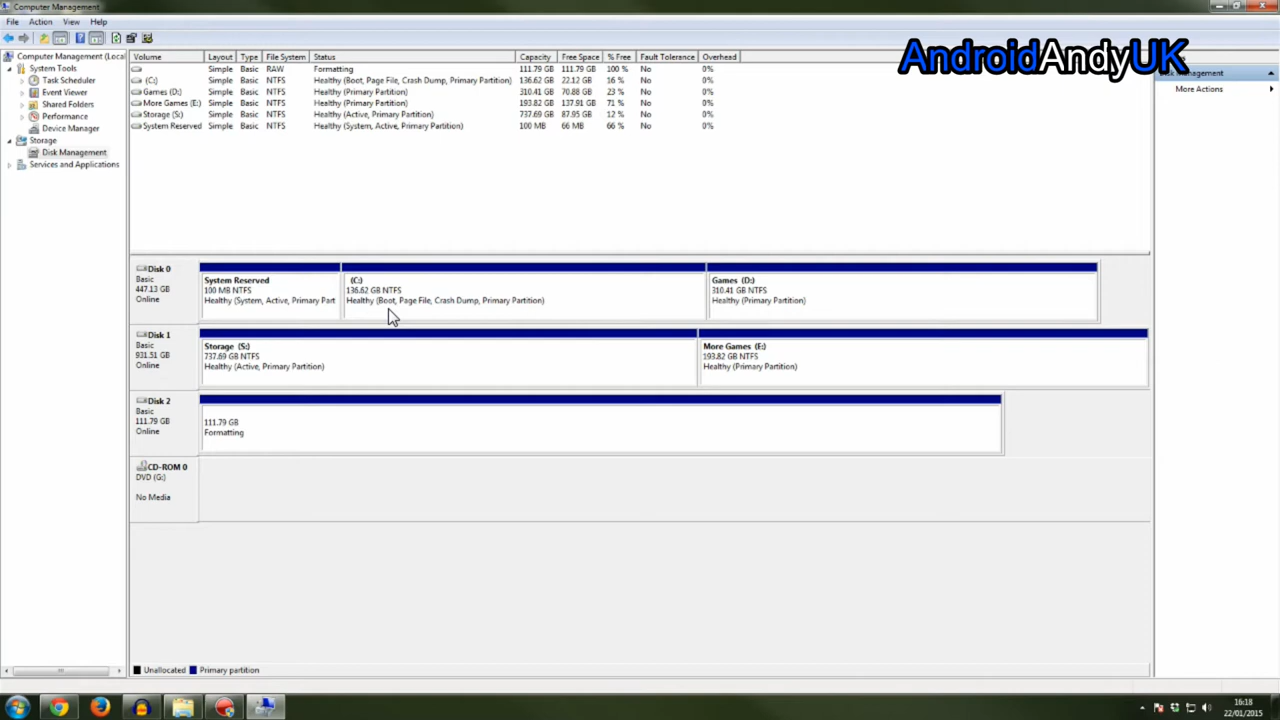 Computer Management
File Action View Help
AndroidAndyUK
Computer Management (Local
System Tools
Task Scheduler
Event Viewer
Shared Folders
Performance
Device Manager
Storage
Disk Management
Services and Applications
Volume Layout Type File System Status Capacity Free Space % Free Fault Tolerance Overhead
Simple Basic RAW Formatting 111.79 GB 111.79 GB 100 % No 0%
(C:) Simple Basic NTFS Healthy (Boot, Page File, Crash Dump, Primary Partition) 136.62 GB 22.12 GB 16 % No 0%
Games (D:) Simple Basic NTFS Healthy (Primary Partition) 310.41 GB 70.88 GB 23 % No 0%
More Games (E:) Simple Basic NTFS Healthy (Primary Partition) 193.82 GB 137.91 GB 71 % No 0%
Storage (S:) Simple Basic NTFS Healthy (Active, Primary Partition) 737.69 GB 87.95 GB 12 % No 0%
System Reserved Simple Basic NTFS Healthy (System, Active, Primary Partition) 100 MB 66 MB 66 % No 0%
Disk Management
More Actions
Disk 0
Basic
447.13 GB
Online
System Reserved
100 MB NTFS
Healthy (System, Active, Primary Part
(C:)
136.62 GB NTFS
Healthy (Boot, Page File, Crash Dump, Primary Partition)
Games (D:)
310.41 GB NTFS
Healthy (Primary Partition)
Disk 1
Basic
931.51 GB
Online
Storage (S:)
737.69 GB NTFS
Healthy (Active, Primary Partition)
More Games (E:)
193.82 GB NTFS
Healthy (Primary Partition)
Disk 2
Basic
111.79 GB
Online
111.79 GB
Formatting
CD-ROM 0
DVD (G:)
No Media
Unallocated Primary partition
16:18
22/01/2015